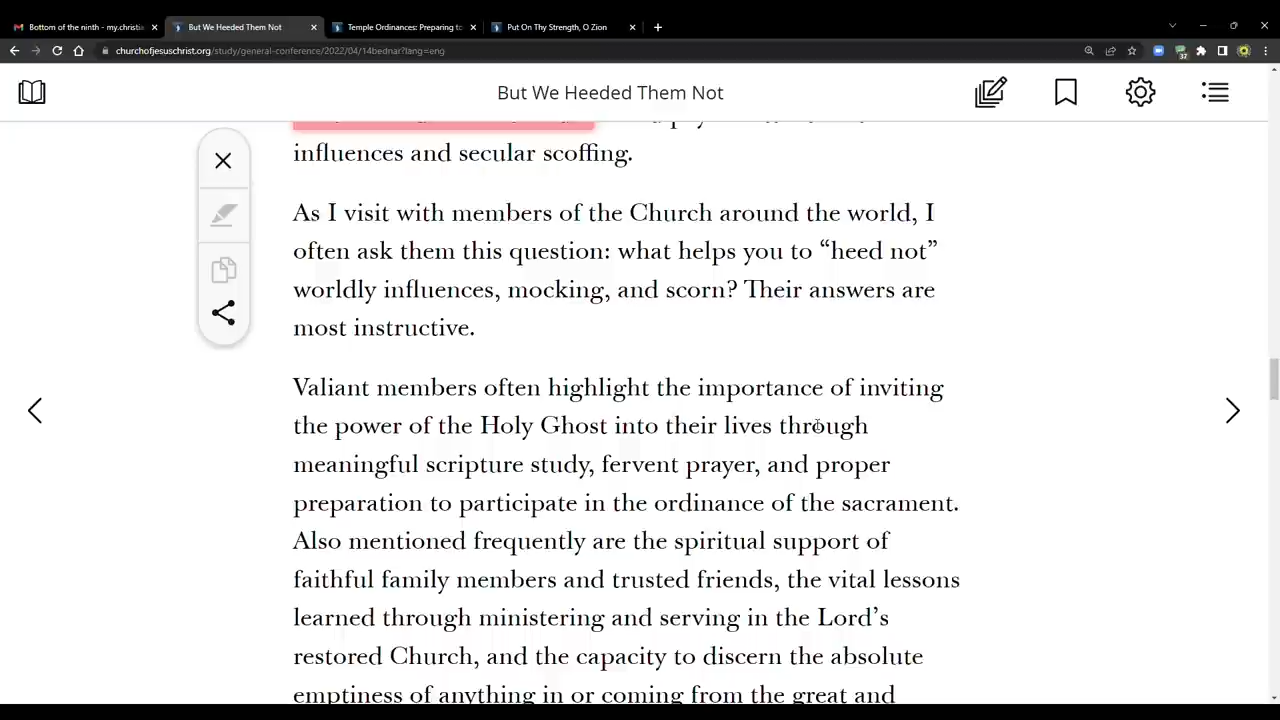 Bottom of the ninth - my.christi
But We Heeded Them Not
Temple Ordinances: Preparing to
Put On Thy Strength, O Zion
churchofjesuschrist.org/study/general-conference/2022/04/14bednar?lang=eng
37
But We Heeded Them Not
influences and secular scoffing.
As I visit with members of the Church around the world, I
often ask them this question: what helps you to “heed not”
worldly influences, mocking, and scorn? Their answers are
most instructive.
Valiant members often highlight the importance of inviting
the power of the Holy Ghost into their lives through
meaningful scripture study, fervent prayer, and proper
preparation to participate in the ordinance of the sacrament.
Also mentioned frequently are the spiritual support of
faithful family members and trusted friends, the vital lessons
learned through ministering and serving in the Lord’s
restored Church, and the capacity to discern the absolute
emptiness of anything in or coming from the great and